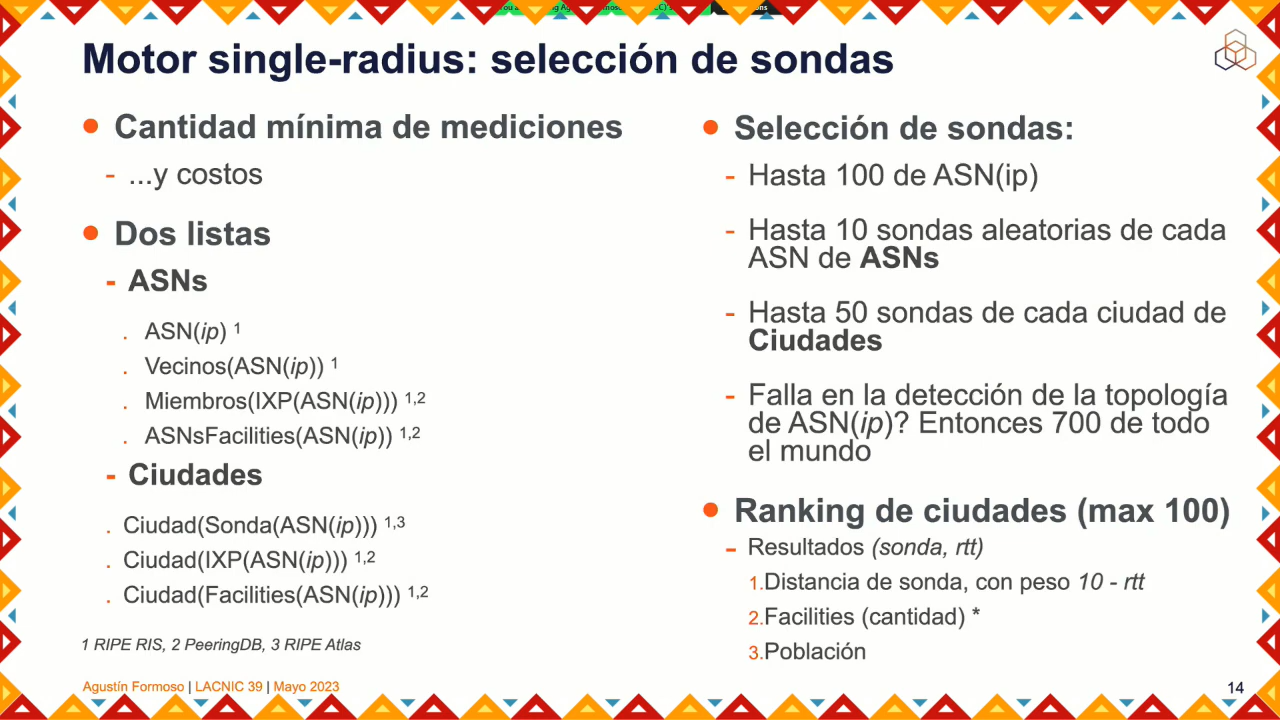 Motor single-radius: selección de sondas
● Cantidad mínima de mediciones
- ...y costos
● Dos listas
- ASNs
. ASN(ip) 1
. Vecinos(ASN(ip)) 1
. Miembros(IXP(ASN(ip))) 1,2
. ASNsFacilities(ASN(ip)) 1,2
- Ciudades
. Ciudad(Sonda(ASN(ip))) 1,3
. Ciudad(IXP(ASN(ip))) 1,2
. Ciudad(Facilities(ASN(ip))) 1,2
1 RIPE RIS, 2 PeeringDB, 3 RIPE Atlas
● Selección de sondas:
- Hasta 100 de ASN(ip)
- Hasta 10 sondas aleatorias de cada
ASN de ASNs
- Hasta 50 sondas de cada ciudad de
Ciudades
- Falla en la detección de la topología
de ASN(ip)? Entonces 700 de todo
el mundo
● Ranking de ciudades (max 100)
- Resultados (sonda, rtt)
1.Distancia de sonda, con peso 10 - rtt
2.Facilities (cantidad) *
3.Población
Agustín Formoso | LACNIC 39 | Mayo 2023
14